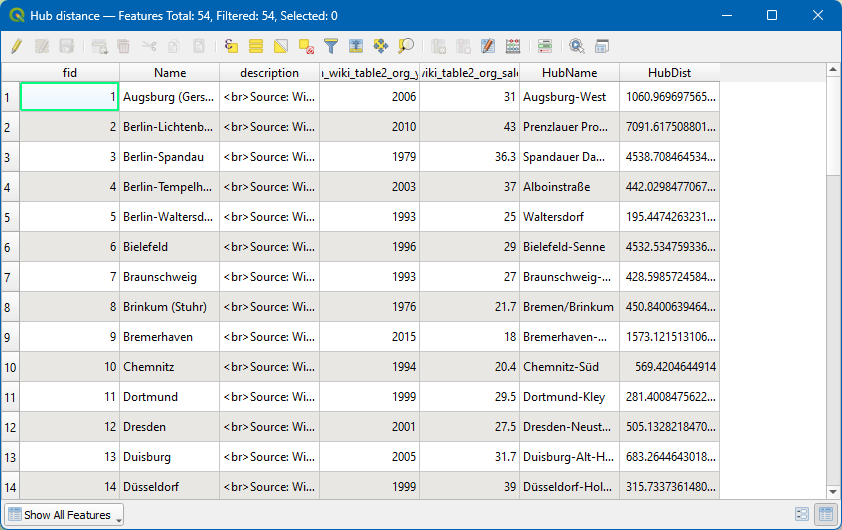 Hub distance — Features Total: 54, Filtered: 54, Selected: 0
fid Name description _wiki_table2_org_y wiki_table2_org_sale HubName HubDist
1 1 Augsburg (Gers... <br>Source: Wi... 2006 31 Augsburg-West 1060.969697565...
2 2 Berlin-Lichtenb... <br>Source: Wi... 2010 43 Prenzlauer Pro... 7091.617508801...
3 3 Berlin-Spandau <br>Source: Wi... 1979 36.3 Spandauer Da... 4538.708464534...
4 4 Berlin-Tempelh... <br>Source: Wi... 2003 37 Alboinstraße 442.0298477067...
5 5 Berlin-Waltersd... <br>Source: Wi... 1993 25 Waltersdorf 195.4474263231...
6 6 Bielefeld <br>Source: Wi... 1996 29 Bielefeld-Senne 4532.534759336...
7 7 Braunschweig <br>Source: Wi... 1993 27 Braunschweig-... 428.5985724584...
8 8 Brinkum (Stuhr) <br>Source: Wi... 1976 21.7 Bremen/Brinkum 450.8400639464...
9 9 Bremerhaven <br>Source: Wi... 2015 18 Bremerhaven-... 1573.121513106...
10 10 Chemnitz <br>Source: Wi... 1994 20.4 Chemnitz-Süd 569.4204644914
11 11 Dortmund <br>Source: Wi... 1999 29.5 Dortmund-Kley 281.4008475622...
12 12 Dresden <br>Source: Wi... 2001 27.5 Dresden-Neust... 505.1328218470...
13 13 Duisburg <br>Source: Wi... 2005 31.7 Duisburg-Alt-H... 683.2644643018...
14 14 Düsseldorf <br>Source: Wi... 1999 39 Düsseldorf-Hol... 315.7337361480...
Show All Features